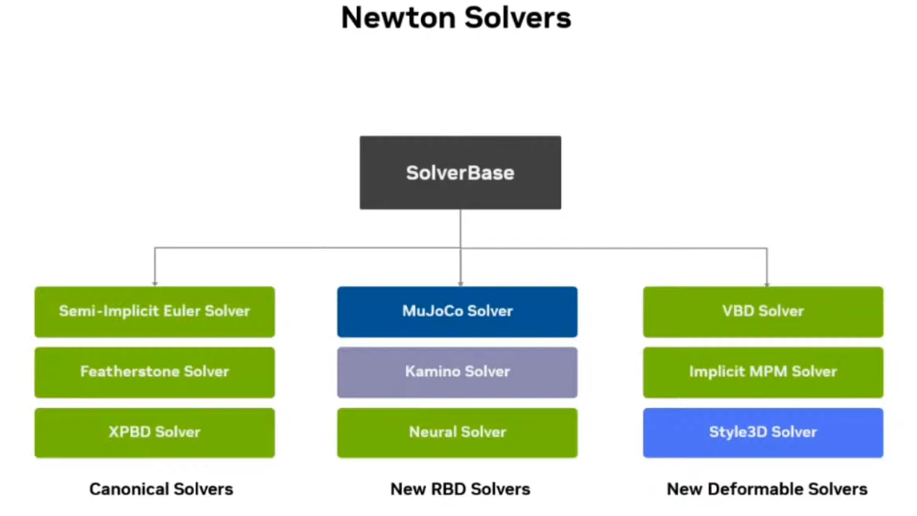 Newton Solvers
SolverBase
Semi-Implicit Euler Solver
Featherstone Solver
XPBD Solver
Canonical Solvers
MuJoCo Solver
Kamino Solver
Neural Solver
New RBD Solvers
VBD Solver
Implicit MPM Solver
Style3D Solver
New Deformable Solvers